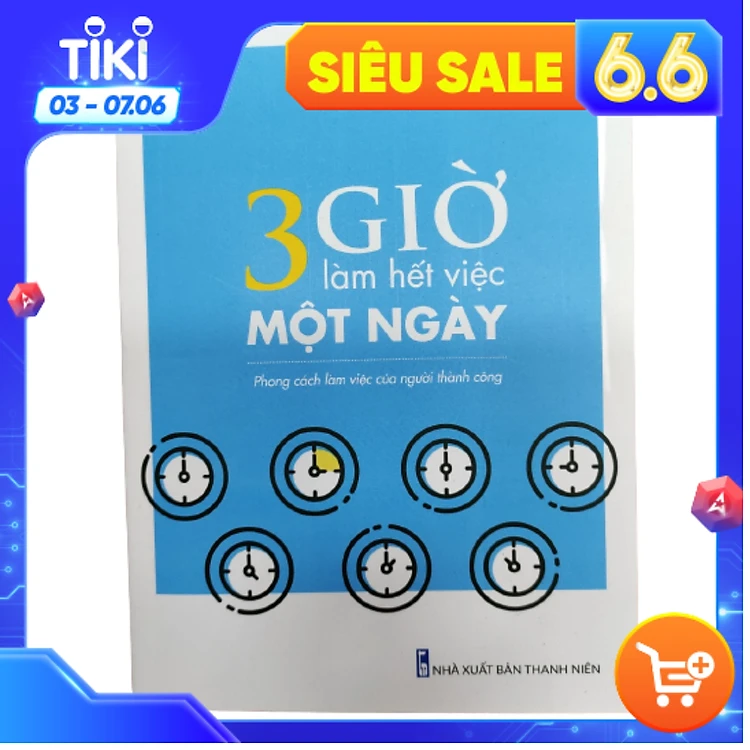 TIKI
03 - 07.06
SIÊU SALE 6.6
3 GIỜ
làm hết việc
MỘT NGÀY
Phong cách làm việc của người thành công
NHÀ XUẤT BẢN THANH NIÊN